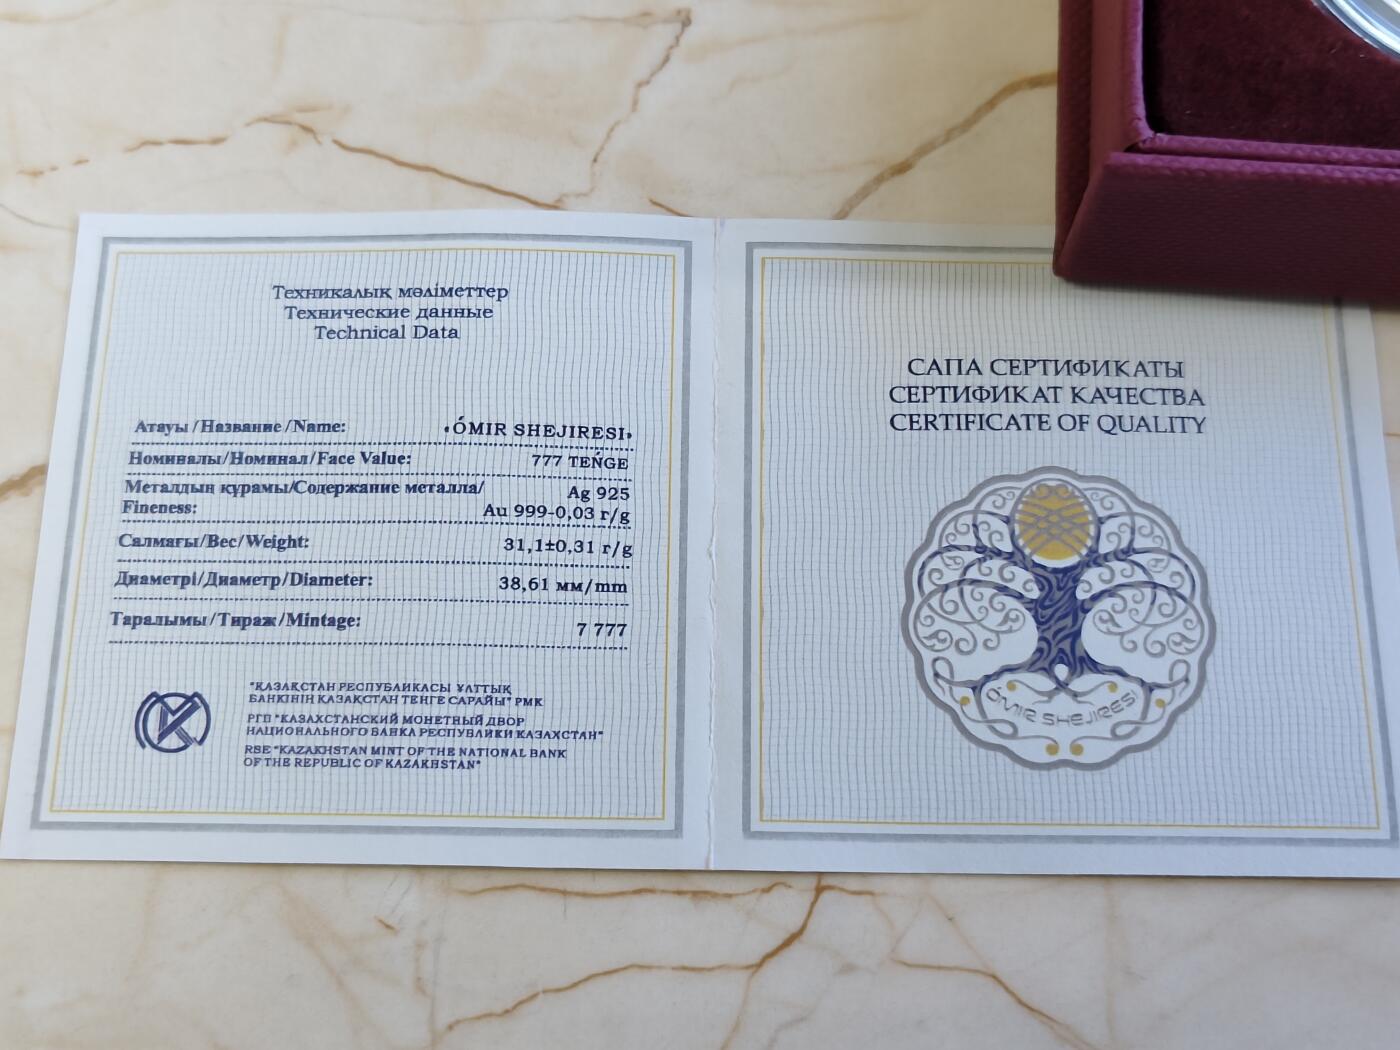 Техникалық мәліметтер
Технические данные
Technical Data
Атауы/Название/Name: «ÓMIR SHEJIRESI»
Номиналы/Номинал/Face Value: 777 TEŃGE
Металдың құрамы/Содержание металла/ Ag 925
Fineness: Au 999-0,03 г/g
Салмағы/Вес/Weight: 31,1±0,31 г/g
Диаметрі/Диаметр/Diameter: 38,61 мм/mm
Таралымы/Тираж/Mintage: 7 777
"ҚАЗАҚСТАН РЕСПУБЛИКАСЫ ҰЛТТЫҚ
БАНКІНІҢ ҚАЗАҚСТАН ТЕҢГЕ САРАЙЫ" РМК
РГП "КАЗАХСТАНСКИЙ МОНЕТНЫЙ ДВОР
НАЦИОНАЛЬНОГО БАНКА РЕСПУБЛИКИ КАЗАХСТАН"
RSE "KAZAKHSTAN MINT OF THE NATIONAL BANK
OF THE REPUBLIC OF KAZAKHSTAN"
САПА СЕРТИФИКАТЫ
СЕРТИФИКАТ КАЧЕСТВА
CERTIFICATE OF QUALITY
ÓMIR SHEJIRESI